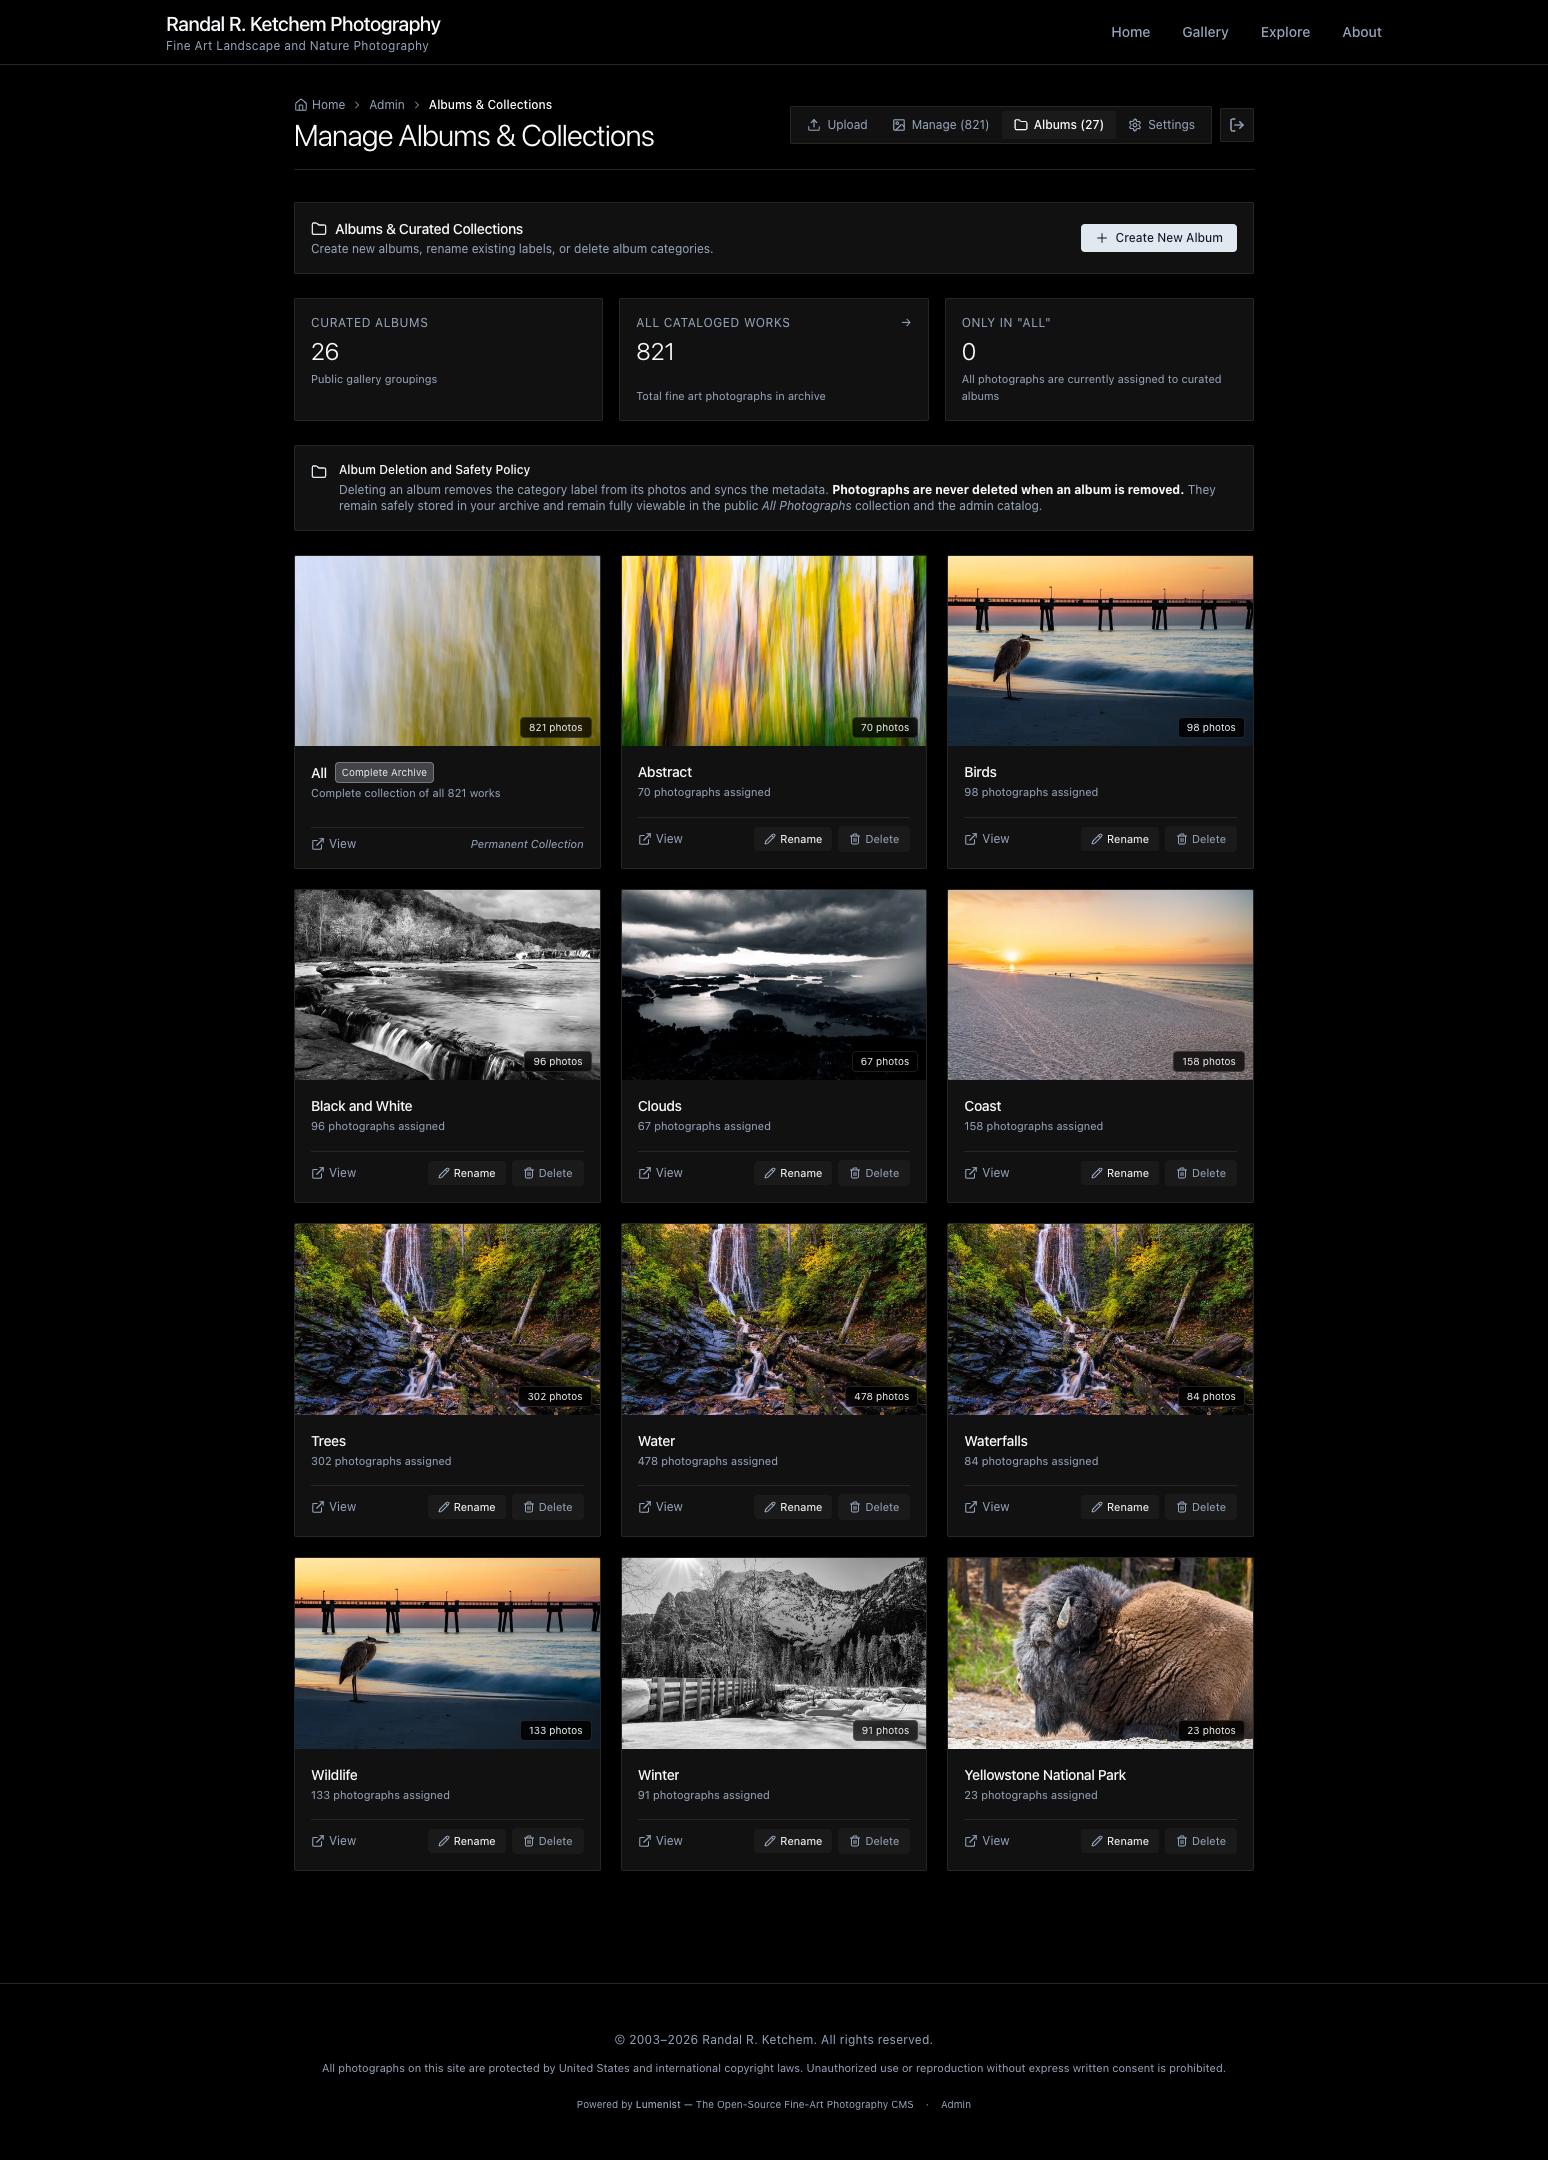 Randal R. Ketchem Photography
Fine Art Landscape and Nature Photography
Home
Gallery
Explore
About
Home
Admin
Albums & Collections
Manage Albums & Collections
Upload
Manage (821)
Albums (27)
Settings
Albums & Curated Collections
Create new albums, rename existing labels, or delete album categories.
Create New Album
CURATED ALBUMS
26
Public gallery groupings
ALL CATALOGED WORKS
→
821
Total fine art photographs in archive
ONLY IN "ALL"
0
All photographs are currently assigned to curated
albums
Album Deletion and Safety Policy
Deleting an album removes the category label from its photos and syncs the metadata. Photographs are never deleted when an album is removed. They
remain safely stored in your archive and remain fully viewable in the public All Photographs collection and the admin catalog.
821 photos
All
Complete Archive
Complete collection of all 821 works
View
Permanent Collection
70 photos
Abstract
70 photographs assigned
View
Rename
Delete
98 photos
Birds
98 photographs assigned
View
Rename
Delete
96 photos
Black and White
96 photographs assigned
View
Rename
Delete
67 photos
Clouds
67 photographs assigned
View
Rename
Delete
158 photos
Coast
158 photographs assigned
View
Rename
Delete
302 photos
Trees
302 photographs assigned
View
Rename
Delete
478 photos
Water
478 photographs assigned
View
Rename
Delete
84 photos
Waterfalls
84 photographs assigned
View
Rename
Delete
133 photos
Wildlife
133 photographs assigned
View
Rename
Delete
91 photos
Winter
91 photographs assigned
View
Rename
Delete
23 photos
Yellowstone National Park
23 photographs assigned
View
Rename
Delete
© 2003–2026 Randal R. Ketchem. All rights reserved.
All photographs on this site are protected by United States and international copyright laws. Unauthorized use or reproduction without express written consent is prohibited.
Powered by Lumenist — The Open-Source Fine-Art Photography CMS · Admin